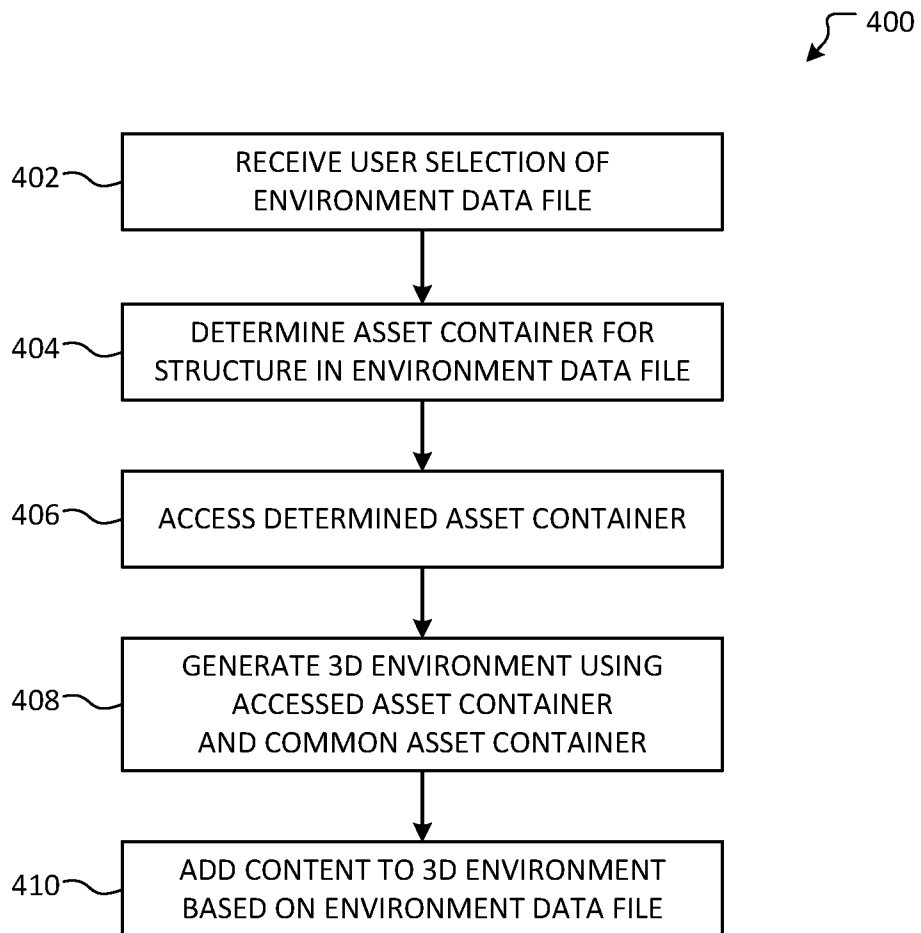 400
402
RECEIVE USER SELECTION OF
ENVIRONMENT DATA FILE
404
DETERMINE ASSET CONTAINER FOR
STRUCTURE IN ENVIRONMENT DATA FILE
406
ACCESS DETERMINED ASSET CONTAINER
408
GENERATE 3D ENVIRONMENT USING
ACCESSED ASSET CONTAINER
AND COMMON ASSET CONTAINER
410
ADD CONTENT TO 3D ENVIRONMENT
BASED ON ENVIRONMENT DATA FILE